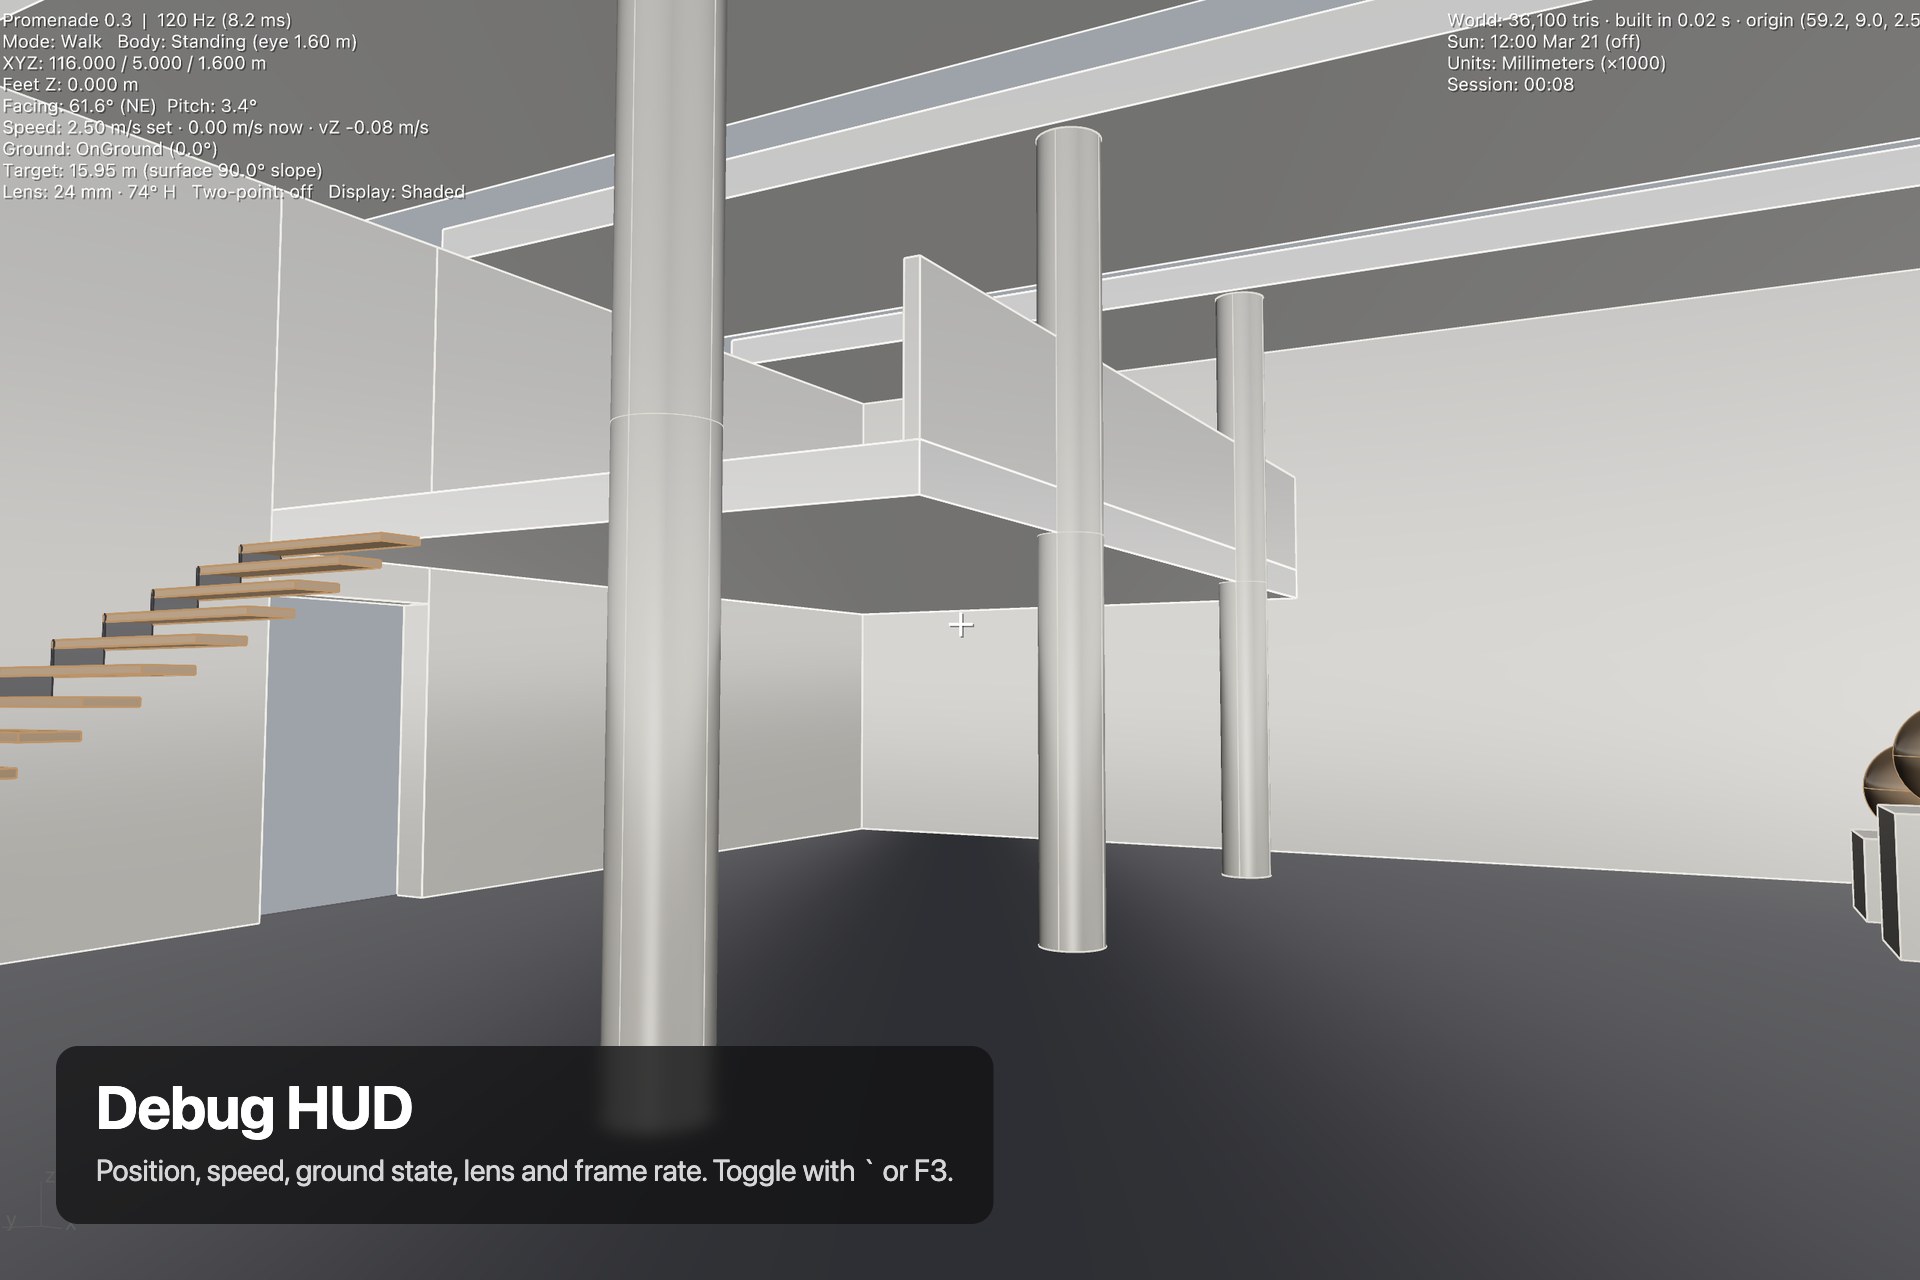 Promenade 0.3 | 120 Hz (8.2 ms)
Mode: Walk Body: Standing (eye 1.60 m)
XYZ: 116.000 / 5.000 / 1.600 m
Feet Z: 0.000 m
Facing: 61.6° (NE) Pitch: 3.4°
Speed: 2.50 m/s set · 0.00 m/s now · vZ -0.08 m/s
Ground: OnGround (0.0°)
Target: 15.95 m (surface 90.0° slope)
Lens: 24 mm · 74° H Two-point: off Display: Shaded
World: 36,100 tris · built in 0.02 s · origin (59.2, 9.0, 2.5
Sun: 12:00 Mar 21 (off)
Units: Millimeters (×1000)
Session: 00:08
Debug HUD
Position, speed, ground state, lens and frame rate. Toggle with ` or F3.
z
y
x